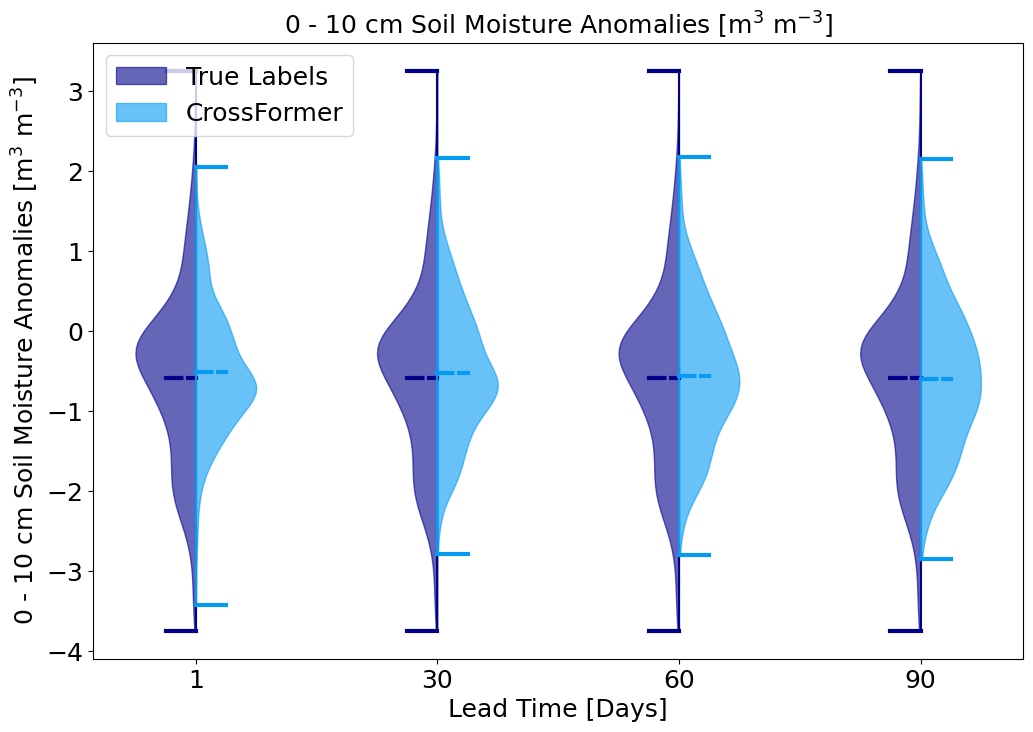 0 - 10 cm Soil Moisture Anomalies [m³ m⁻³]
True Labels
CrossFormer
0 - 10 cm Soil Moisture Anomalies [m³ m⁻³]
3
2
1
0
−1
−2
−3
−4
1 30 60 90
Lead Time [Days]